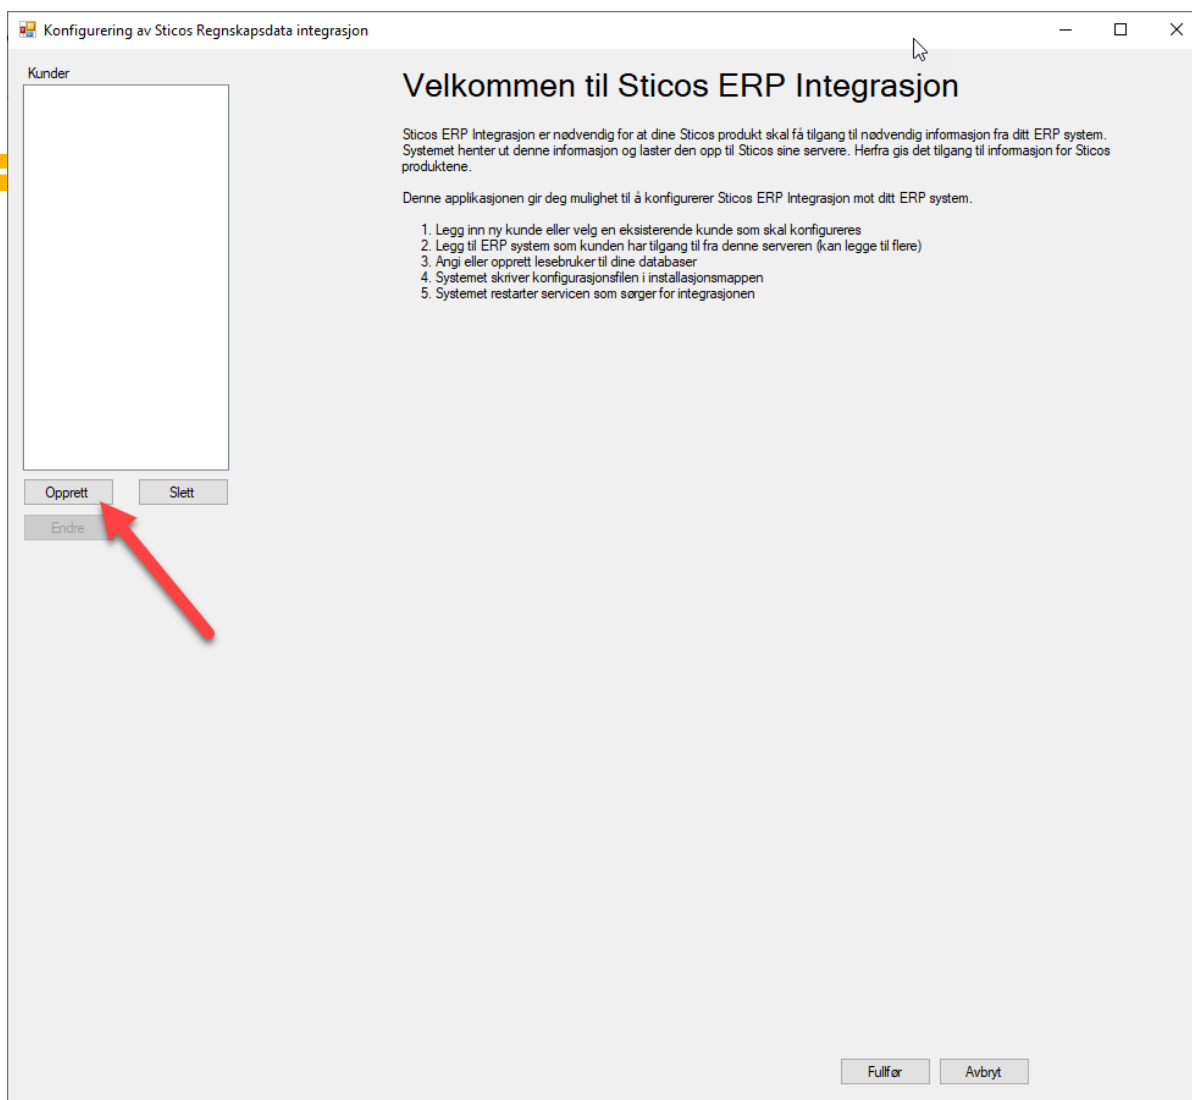 Konfigurering av Sticos Regnskapsdata integrasjon
Kunder
Velkommen til Sticos ERP Integrasjon
Sticos ERP Integrasjon er nødvendig for at dine Sticos produkt skal få tilgang til nødvendig informasjon fra ditt ERP system.
Systemet henter ut denne informasjon og laster den opp til Sticos sine servere. Herfra gis det tilgang til informasjon for Sticos
produktene.
Denne applikasjonen gir deg mulighet til å konfigurerer Sticos ERP Integrasjon mot ditt ERP system.
1. Legg inn ny kunde eller velg en eksisterende kunde som skal konfigureres
2. Legg til ERP system som kunden har tilgang til fra denne serveren (kan legge til flere)
3. Angi eller opprett lesebruker til dine databaser
4. Systemet skriver konfigurasjonsfilen i installasjonsmappen
5. Systemet restarter servicen som sørger for integrasjonen
Opprett
Slett
Endre
Fullfør
Avbryt